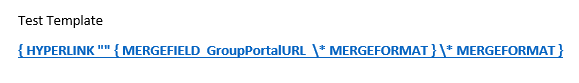 Test Template
{ HYPERLINK "" { MERGEFIELD  GroupPortalURL  \* MERGEFORMAT } \* MERGEFORMAT }